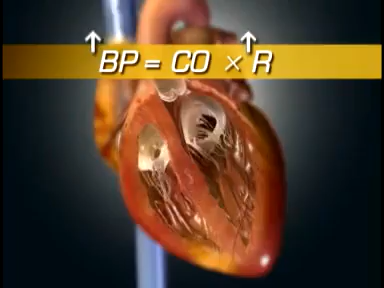 ↑BP = CO × ↑R